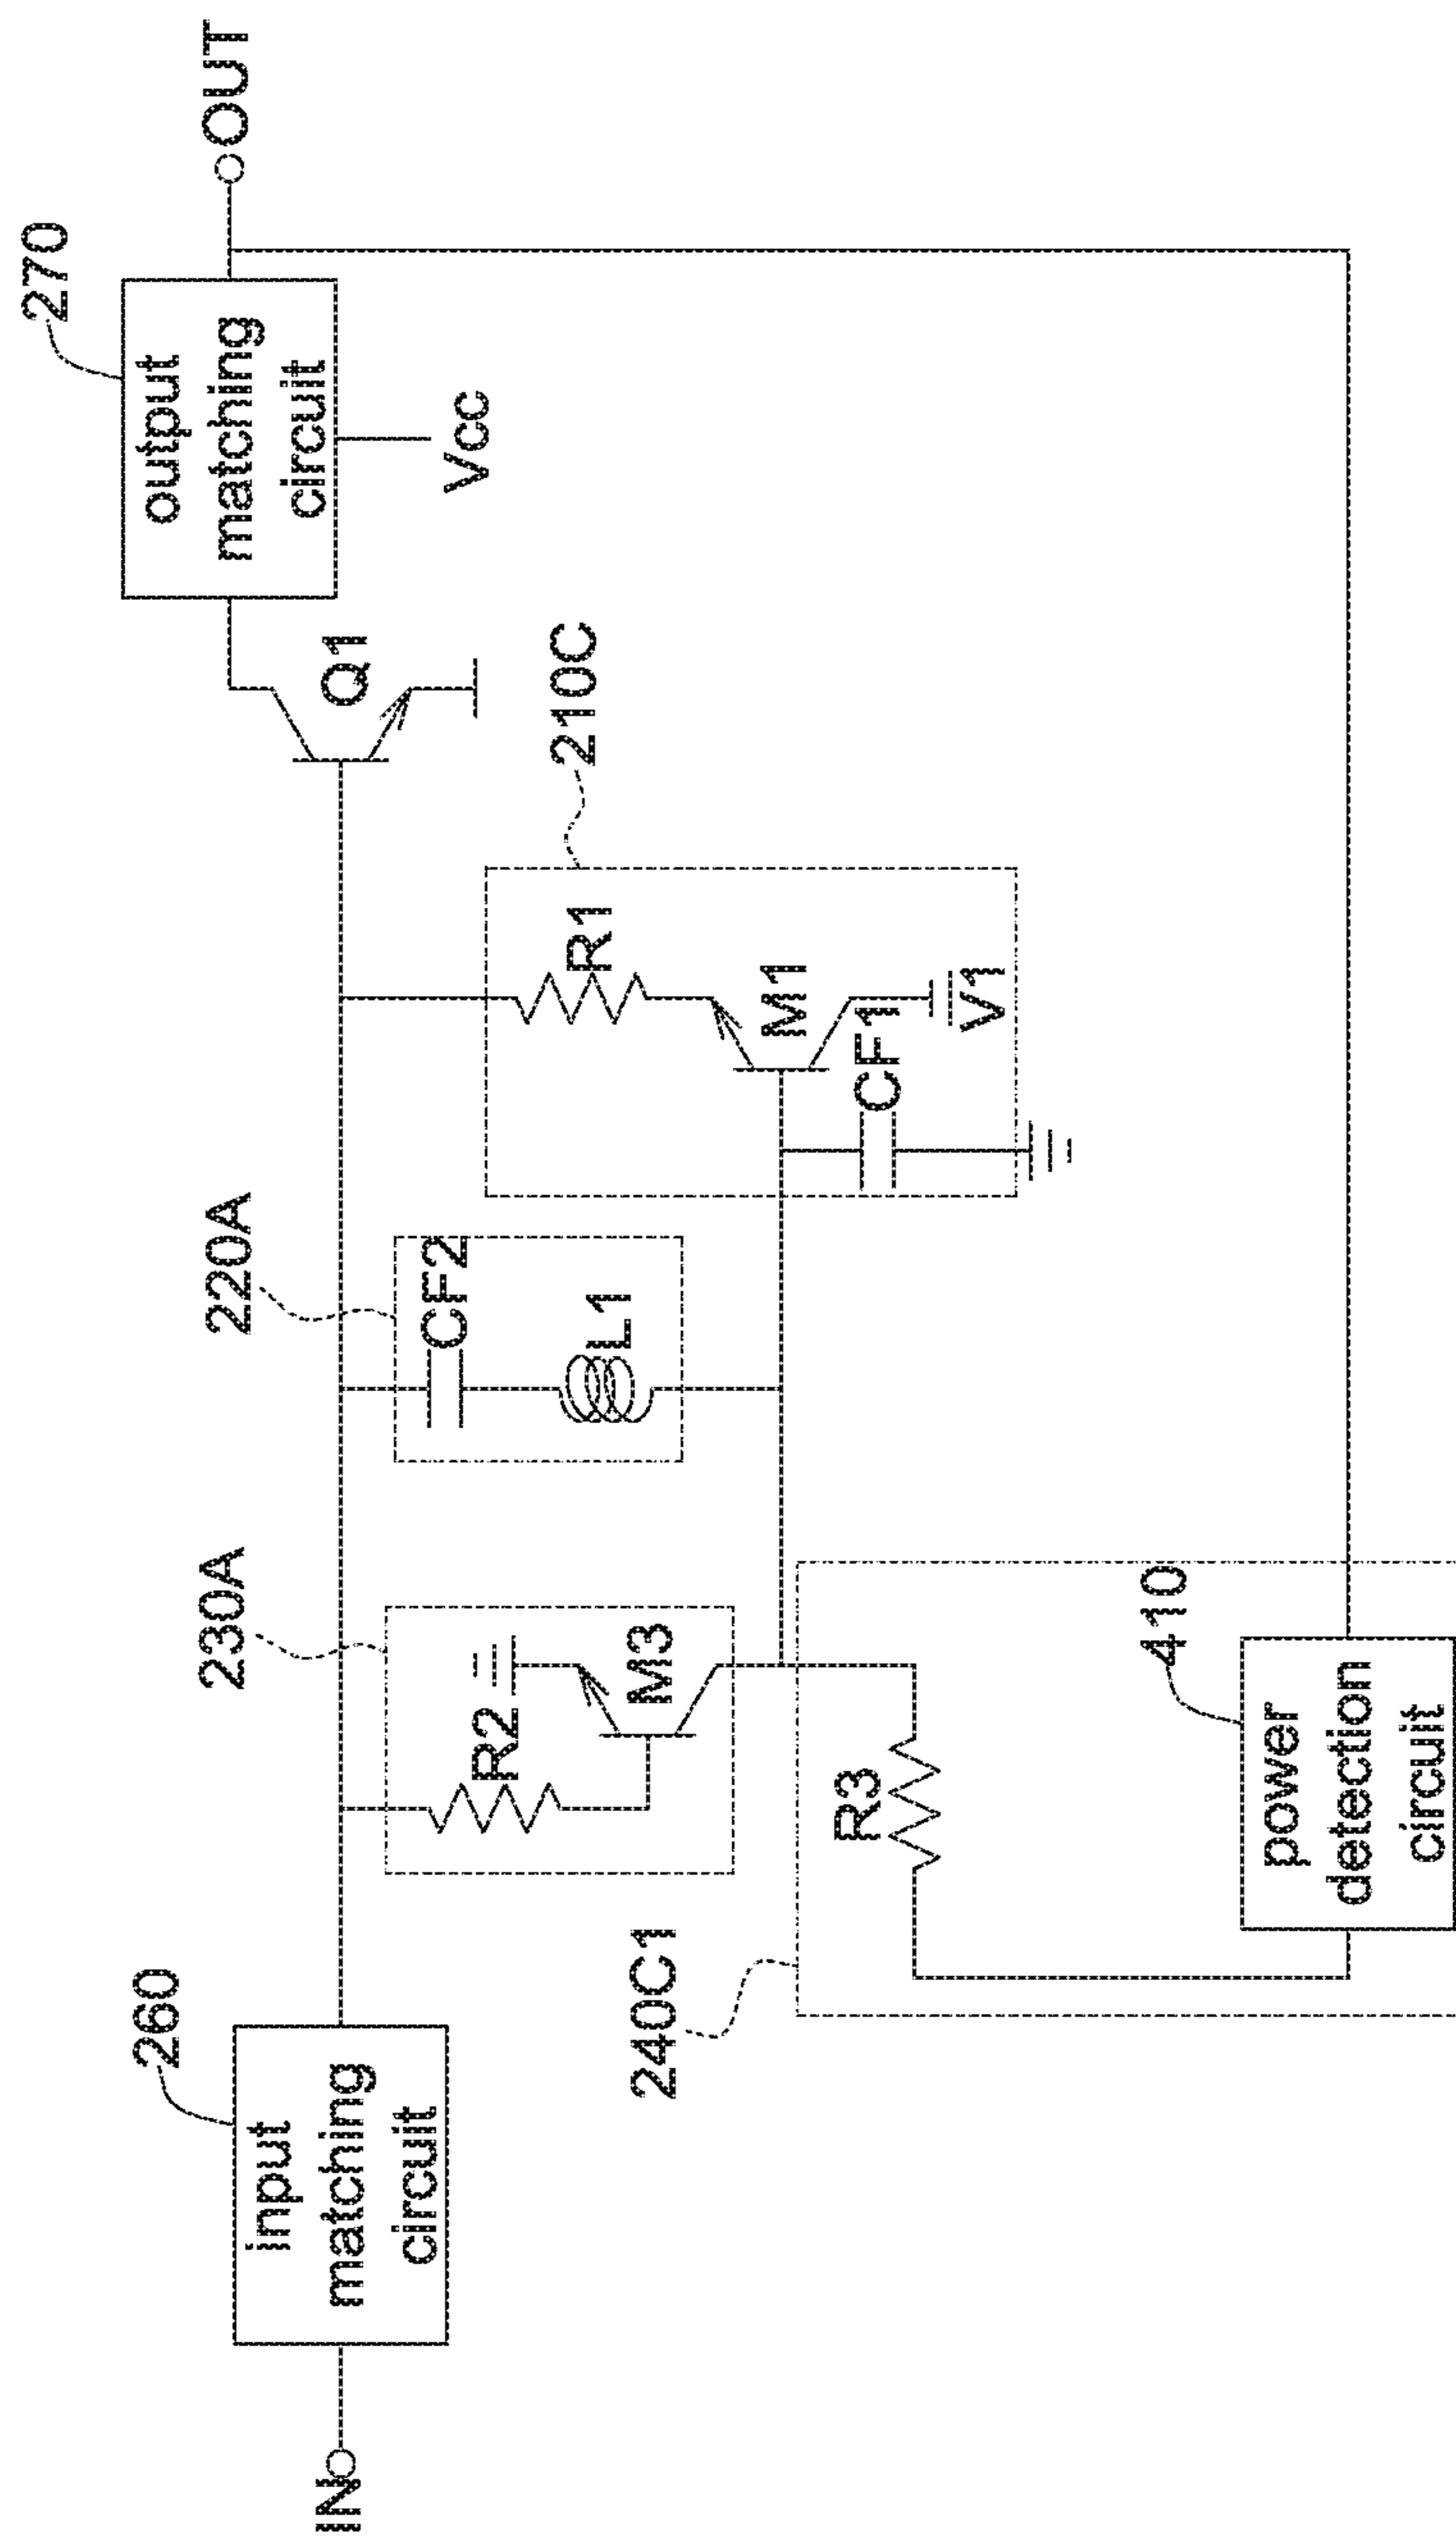 270
OUT
output
matching
circuit
Vcc
Q1
210C
R1
M1
CF1
V1
220A
CF2
L1
230A
R2
M3
260
input
matching
circuit
IN
240C1
R3
410
power
detection
circuit